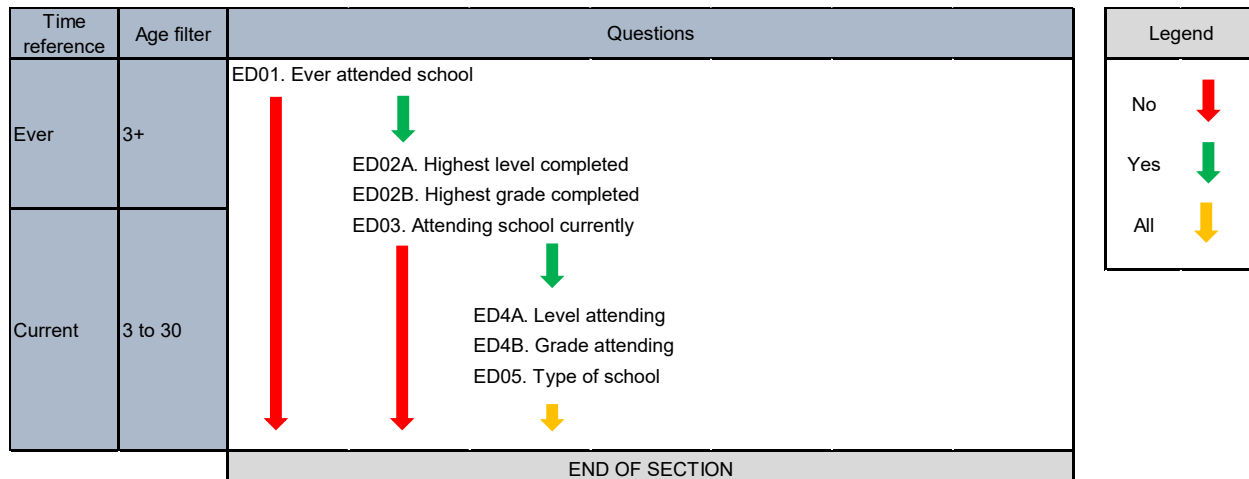 Time reference
Age filter
Questions
Legend
ED01. Ever attended school
No
Ever
3+
ED02A. Highest level completed
Yes
ED02B. Highest grade completed
ED03. Attending school currently
All
ED4A. Level attending
Current
3 to 30
ED4B. Grade attending
ED05. Type of school
END OF SECTION